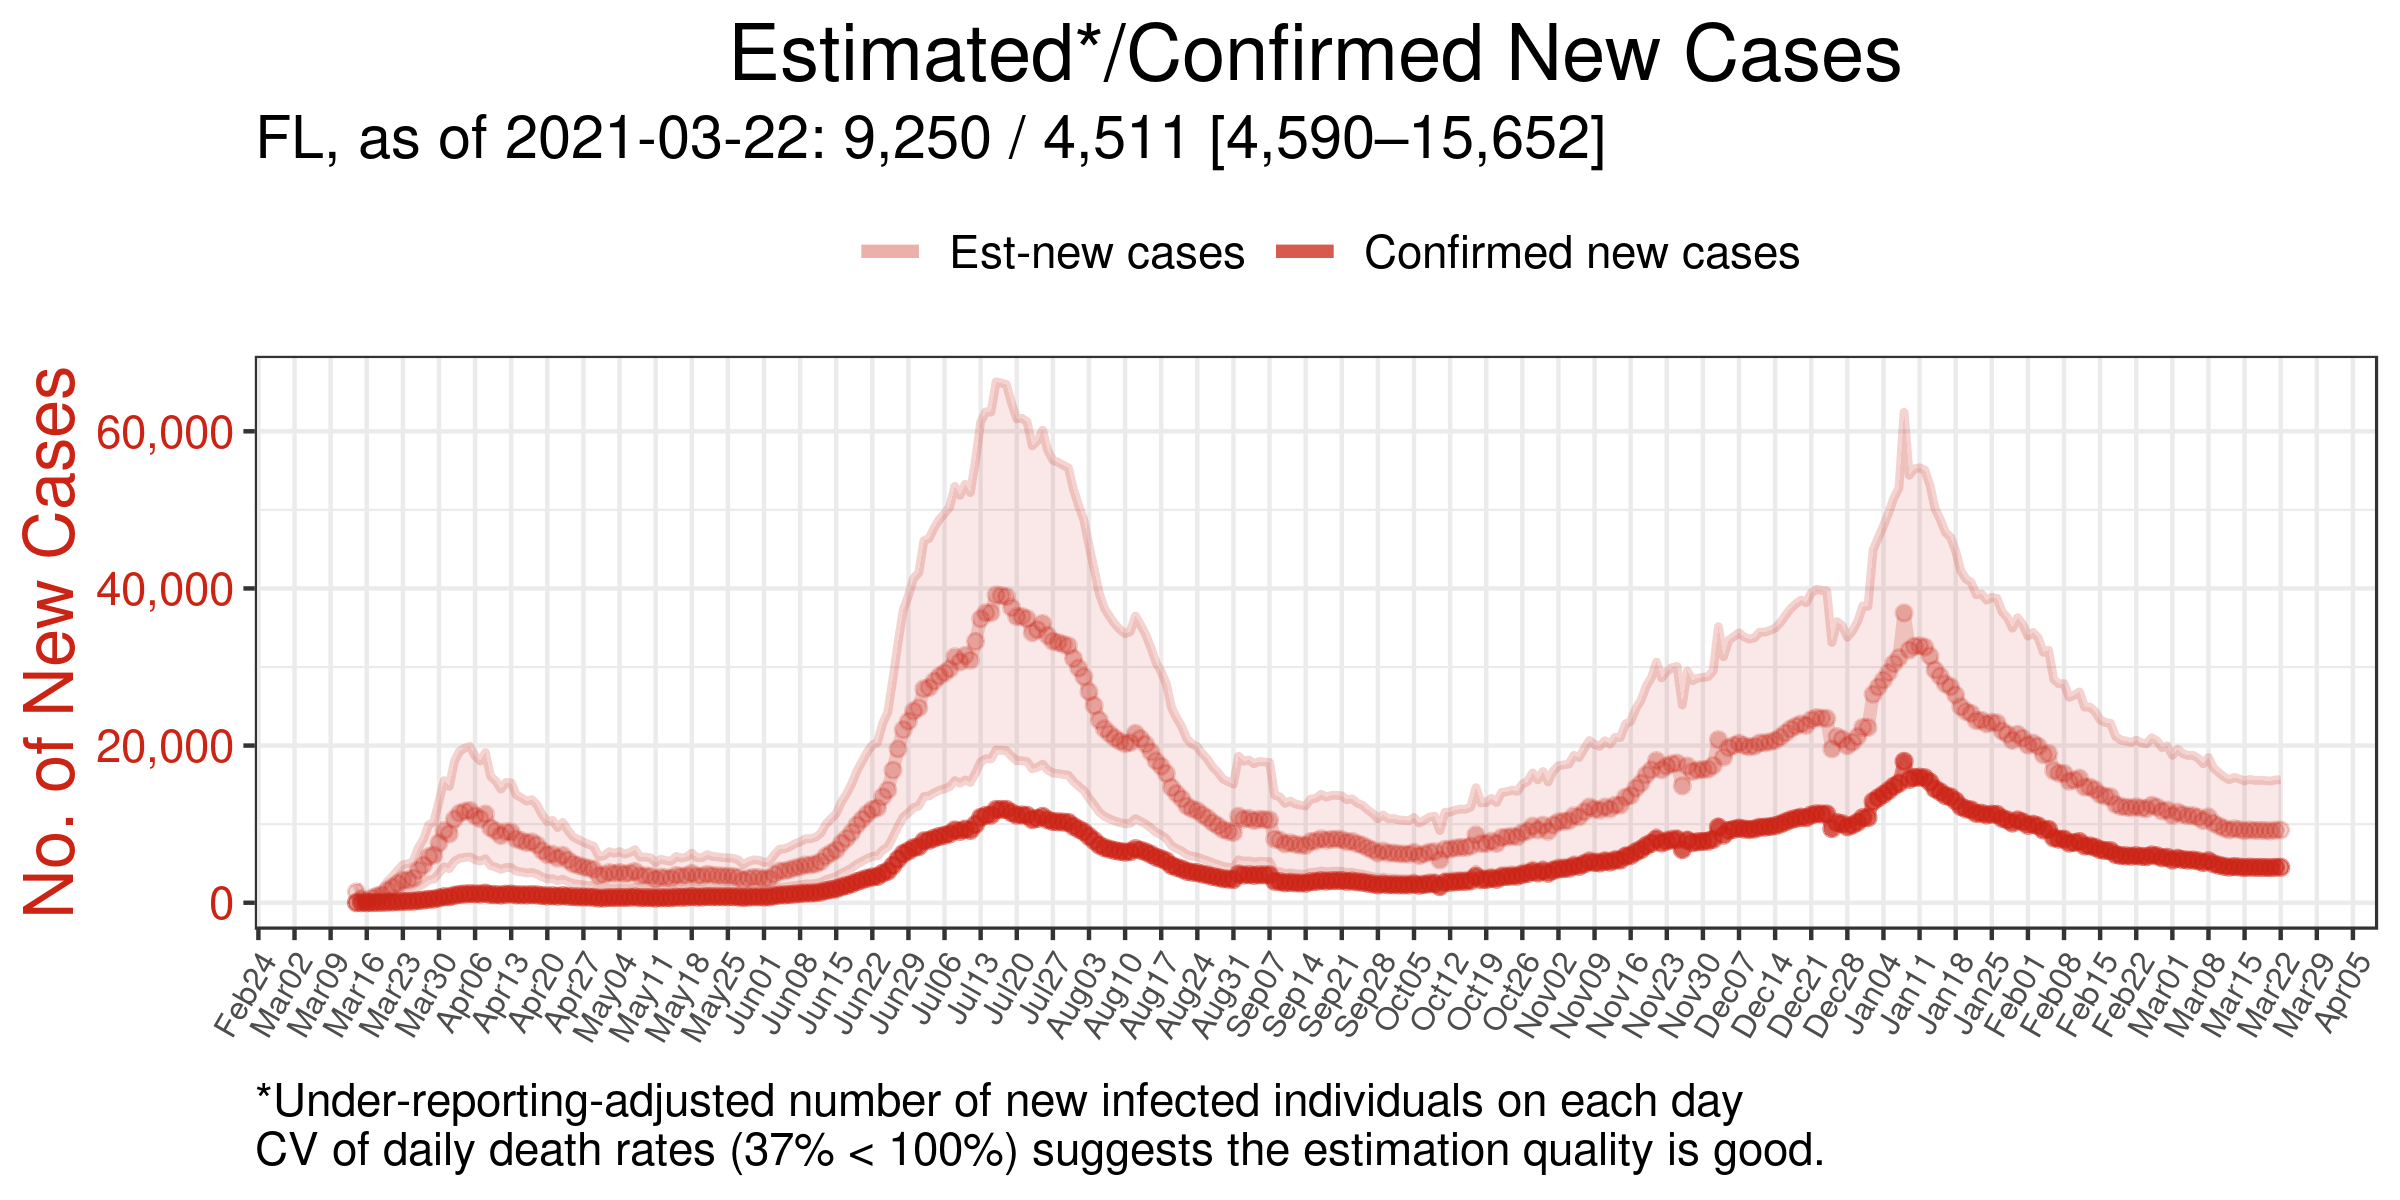 Estimated*/Confirmed New Cases
FL, as of 2021-03-22: 9,250 / 4,511 [4,590–15,652]
Est-new cases Confirmed new cases
No. of New Cases
60,000
40,000
20,000
0
Feb24 Mar02 Mar09 Mar16 Mar23 Mar30 Apr06 Apr13 Apr20 Apr27 May04 May11 May18 May25 Jun01 Jun08 Jun15 Jun22 Jun29 Jul06 Jul13 Jul20 Jul27 Aug03 Aug10 Aug17 Aug24 Aug31 Sep07 Sep14 Sep21 Sep28 Oct05 Oct12 Oct19 Oct26 Nov02 Nov09 Nov16 Nov23 Nov30 Dec07 Dec14 Dec21 Dec28 Jan04 Jan11 Jan18 Jan25 Feb01 Feb08 Feb15 Feb22 Mar01 Mar08 Mar15 Mar22 Mar29 Apr05
*Under-reporting-adjusted number of new infected individuals on each day
CV of daily death rates (37% < 100%) suggests the estimation quality is good.